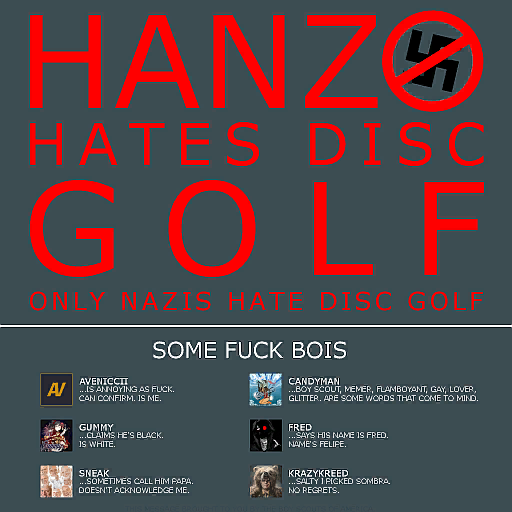 HANZO
HATES DISC
GOLF
ONLY NAZIS HATE DISC GOLF
SOME FUCK BOIS
AV
AVENICCII
...IS ANNOYING AS FUCK.
CAN CONFIRM. IS ME.
CANDYMAN
...BOY SCOUT, MEMER, FLAMBOYANT, GAY, LOVER,
GLITTER. ARE SOME WORDS THAT COME TO MIND.
GUMMY
...CLAIMS HE'S BLACK.
IS WHITE.
FRED
...SAYS HIS NAME IS FRED.
NAME'S FELIPE.
SNEAK
...SOMETIMES CALL HIM PAPA.
DOESN'T ACKNOWLEDGE ME.
KRAZYKREED
...SALTY I PICKED SOMBRA.
NO REGRETS.